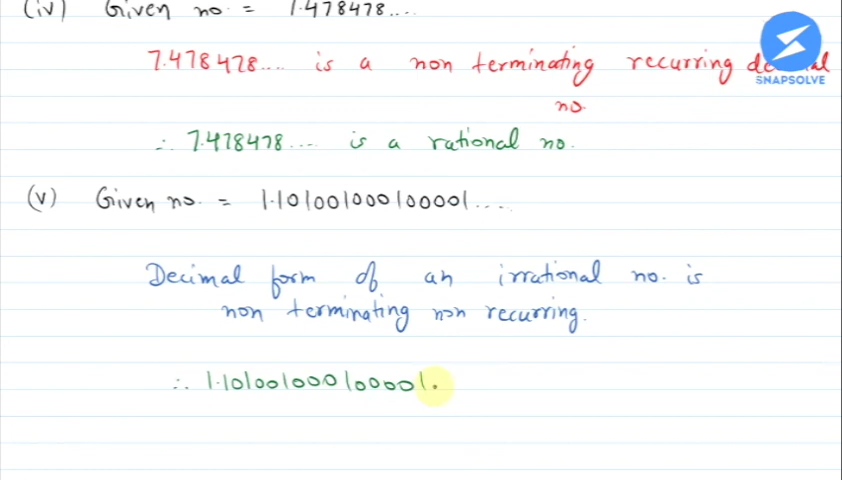 (iv) Given no = 7.478478....
7.478478.... is a non terminating recurring decimal
no.
SNAPSOLVE
∴ 7.478478.... is a rational no.
(v) Given no. = 1.101001000100001....
Decimal form of an irrational no. is
non terminating non recurring.
∴ 1.101001000100001.